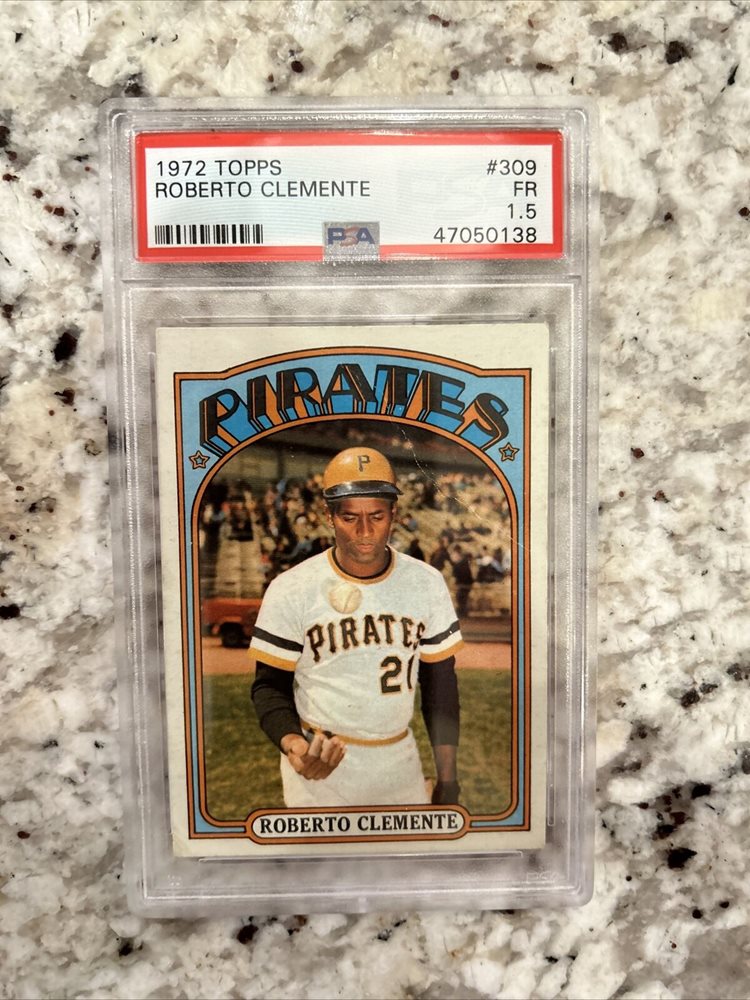 1972 TOPPS #309
ROBERTO CLEMENTE FR
1.5
PSA 47050138
PIRATES
P
PIRATES
21
ROBERTO CLEMENTE